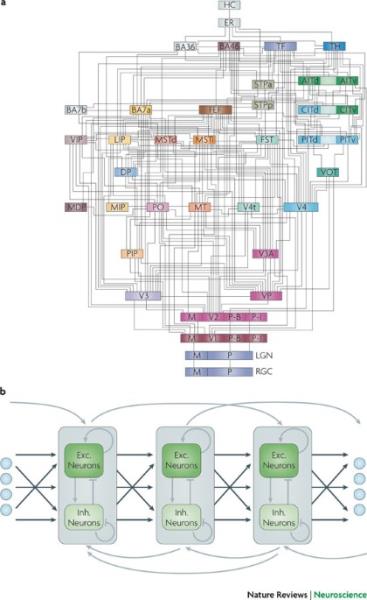 a
HC
ER
BA36 BA46 TF TH
STPa AITd AITv
BA7b BA7a FEF STPp CITd CITv
VIP LIP MSTd MSTl FST PITd PITv
DP VOT
MDP MIP PO MT V4t V4
PIP V3A
V3 VP
M V2 P-B P-I
M V1 P-B P-I
M P LGN
M P RGC
b
Exc. Neurons Exc. Neurons Exc. Neurons
Inh. Neurons Inh. Neurons Inh. Neurons
Nature Reviews | Neuroscience